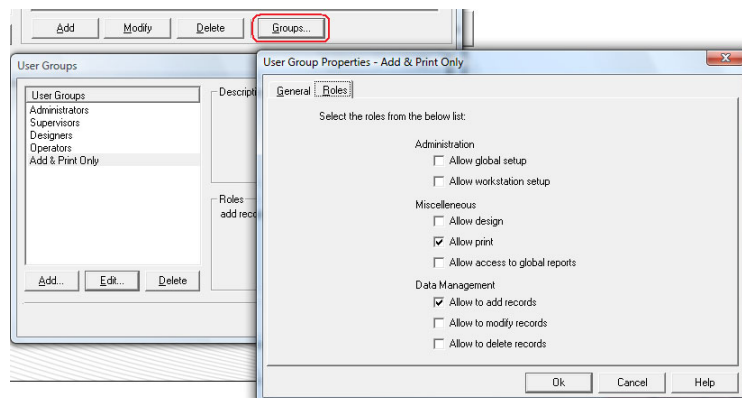 Add Modify Delete Groups...
User Groups
User Groups
Administrators
Supervisors
Designers
Operators
Add & Print Only
Add... Edit... Delete
Roles
add
User Group Properties - Add & Print Only
General Roles
Select the roles from the below list:
Administration
Allow global setup
Allow workstation setup
Miscellaneous
Allow design
Allow print
Allow access to global reports
Data Management
Allow to add records
Allow to modify records
Allow to delete records
Ok Cancel Help